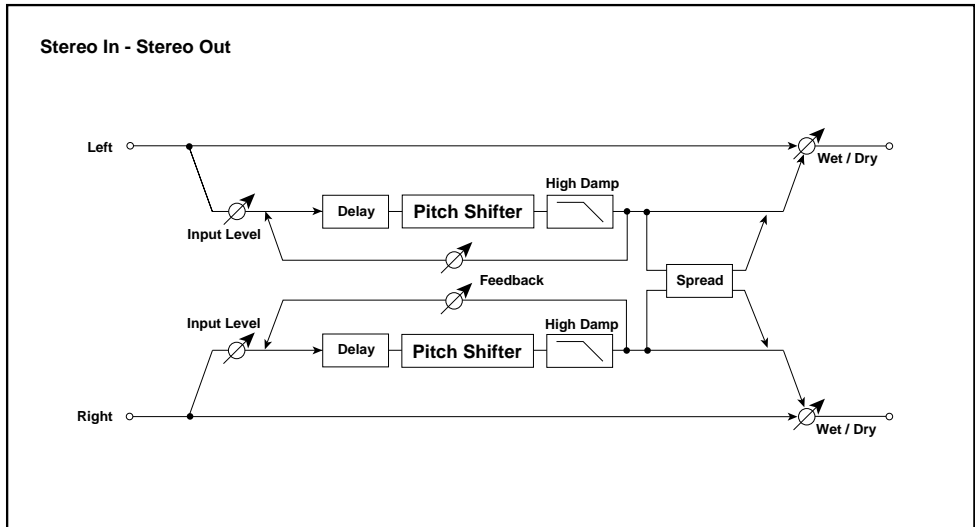 Stereo In - Stereo Out
Left
Wet / Dry
High Damp
Delay
Pitch Shifter
Input Level
Feedback
Spread
Input Level
High Damp
Delay
Pitch Shifter
Right
Wet / Dry